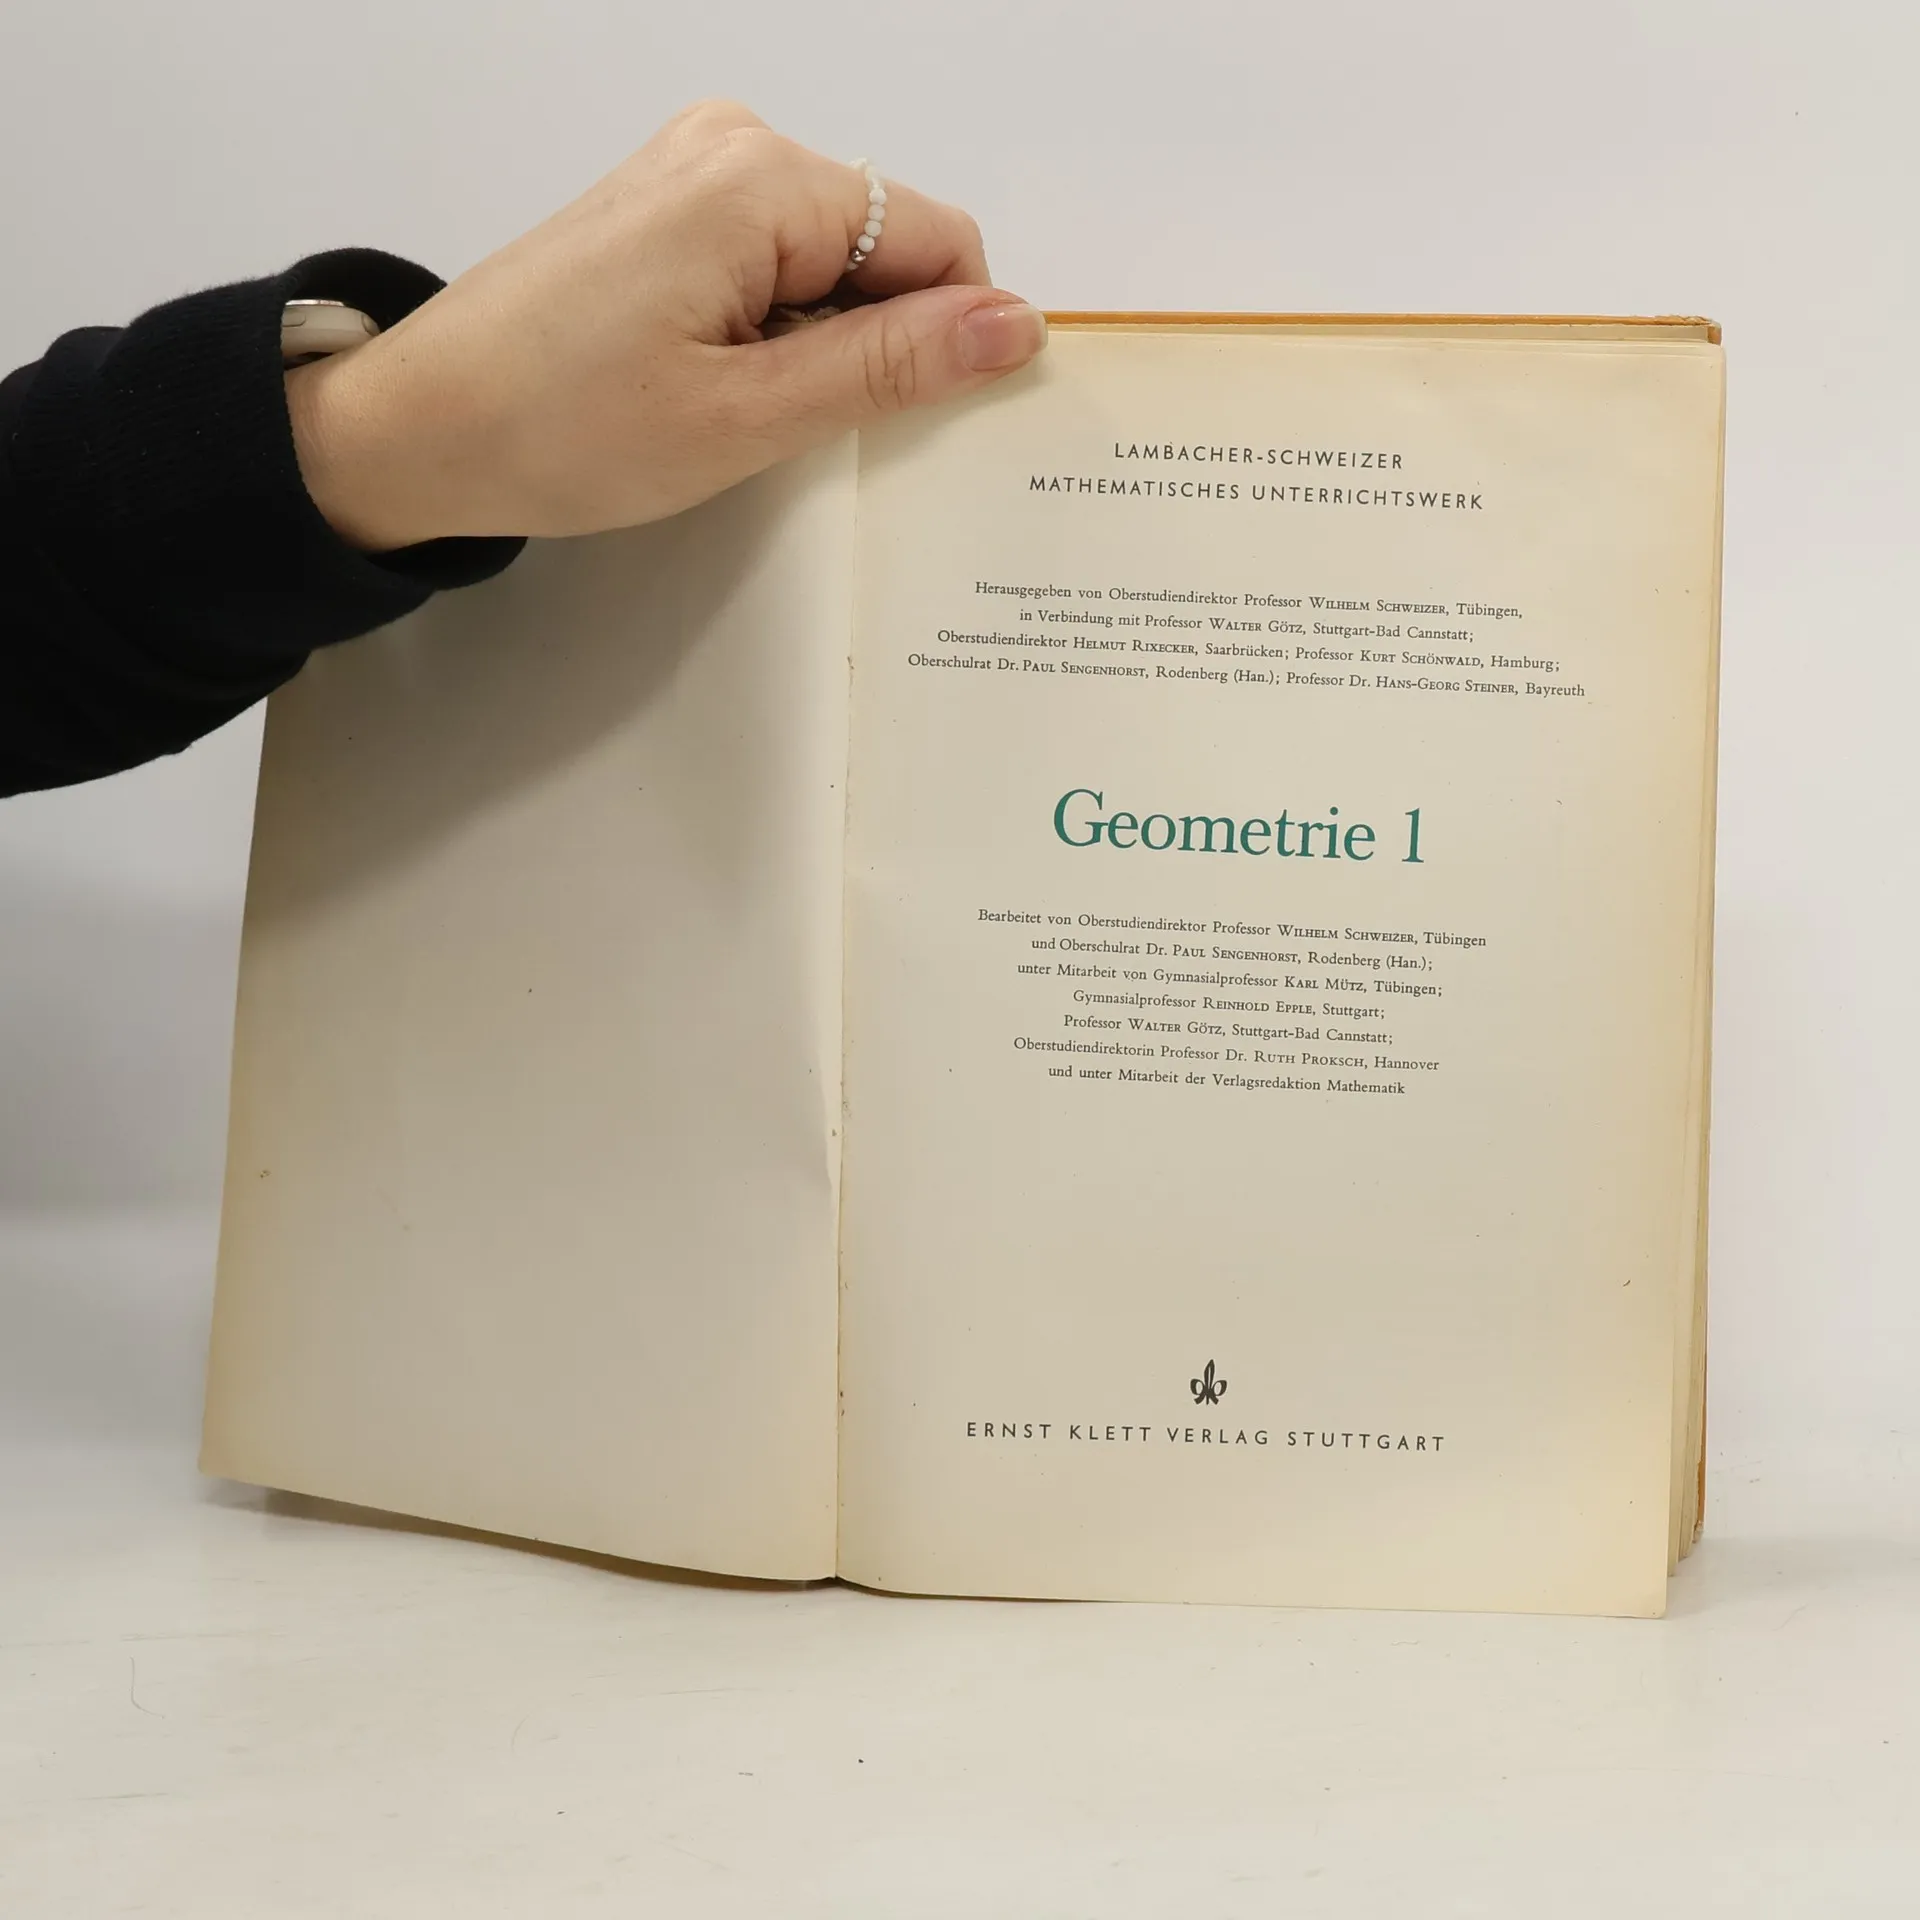 LAMBACHER-SCHWEIZER
MATHEMATISCHES UNTERRICHTSWERK
Herausgegeben von Oberstudiendirektor Professor WILHELM SCHWEIZER, Tübingen,
in Verbindung mit Professor WALTER GÖTZ, Stuttgart-Bad Cannstatt;
Oberstudiendirektor HELMUT RIXECKER, Saarbrücken; Professor KURT SCHÖNWALD, Hamburg;
Oberschulrat Dr. PAUL SENGENHORST, Rodenberg (Han.); Professor Dr. HANS-GEORG STEINER, Bayreuth
Geometrie 1
Bearbeitet von Oberstudiendirektor Professor WILHELM SCHWEIZER, Tübingen
und Oberschulrat Dr. PAUL SENGENHORST, Rodenberg (Han.);
unter Mitarbeit von Gymnasialprofessor KARL MÜTZ, Tübingen;
Gymnasialprofessor REINHOLD EPPLE, Stuttgart;
Professor WALTER GÖTZ, Stuttgart-Bad Cannstatt;
Oberstudiendirektorin Professor Dr. RUTH PROKSCH, Hannover
und unter Mitarbeit der Verlagsredaktion Mathematik
ERNST KLETT VERLAG STUTTGART